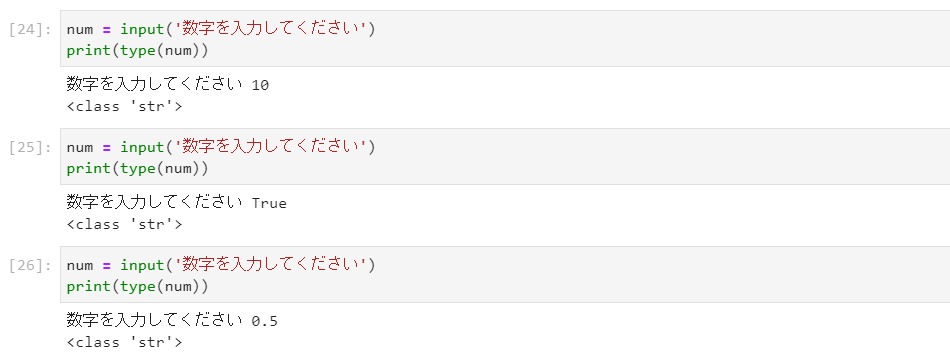 [24]: num = input('数字を入力してください')
print(type(num))
数字を入力してください 10
<class 'str'>
[25]: num = input('数字を入力してください')
print(type(num))
数字を入力してください True
<class 'str'>
[26]: num = input('数字を入力してください')
print(type(num))
数字を入力してください 0.5
<class 'str'>